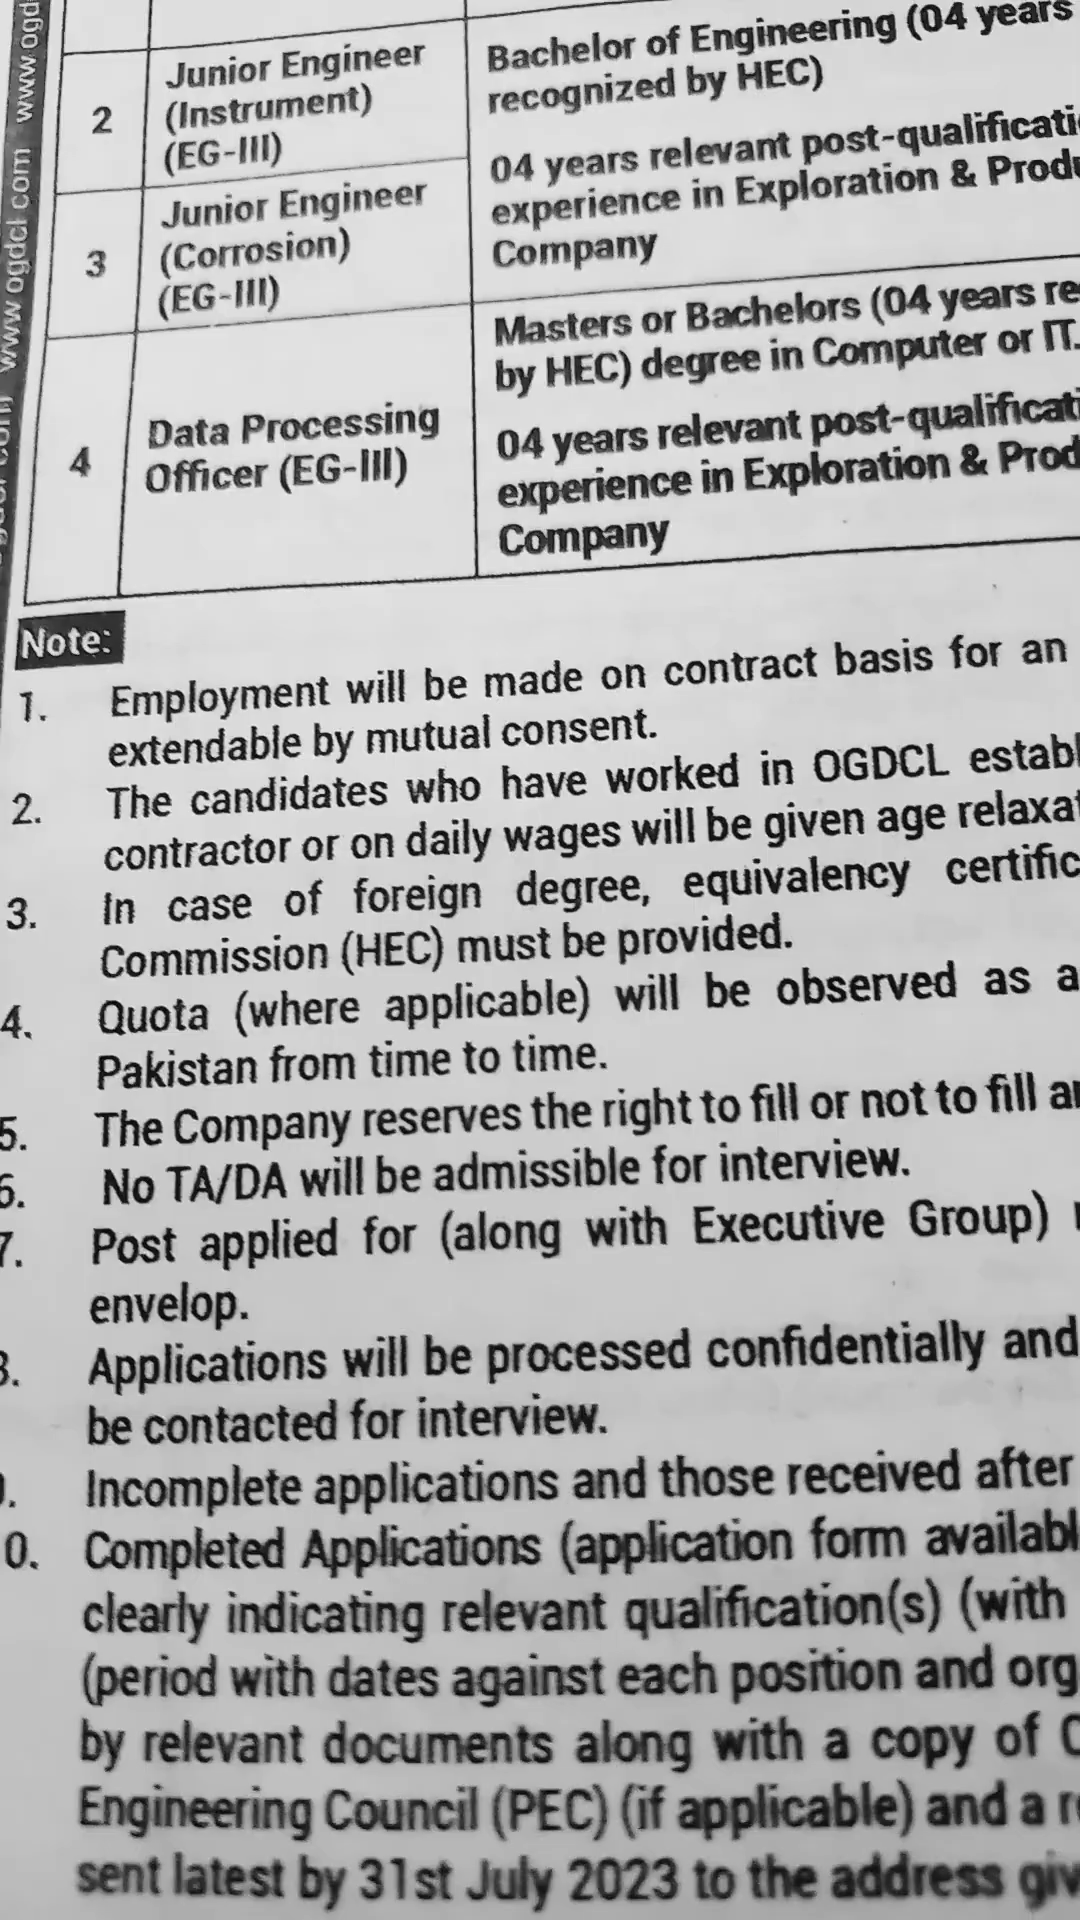 www.ogdcl.com www.ogd
2
Junior Engineer
(Instrument)
(EG-III)
Bachelor of Engineering (04 years
recognized by HEC)
04 years relevant post-qualificati
experience in Exploration & Produ
Company
3
Junior Engineer
(Corrosion)
(EG-III)
4
Data Processing
Officer (EG-III)
Masters or Bachelors (04 years re
by HEC) degree in Computer or IT.
04 years relevant post-qualificati
experience in Exploration & Prod
Company
Note:
1. Employment will be made on contract basis for an
extendable by mutual consent.
2. The candidates who have worked in OGDCL establ
contractor or on daily wages will be given age relaxat
3. In case of foreign degree, equivalency certific
Commission (HEC) must be provided.
4. Quota (where applicable) will be observed as a
Pakistan from time to time.
5. The Company reserves the right to fill or not to fill an
6. No TA/DA will be admissible for interview.
7. Post applied for (along with Executive Group)
envelop.
8. Applications will be processed confidentially and
be contacted for interview.
. Incomplete applications and those received after
0. Completed Applications (application form availabl
clearly indicating relevant qualification(s) (with
(period with dates against each position and org
by relevant documents along with a copy of C
Engineering Council (PEC) (if applicable) and a re
sent latest by 31st July 2023 to the address giv